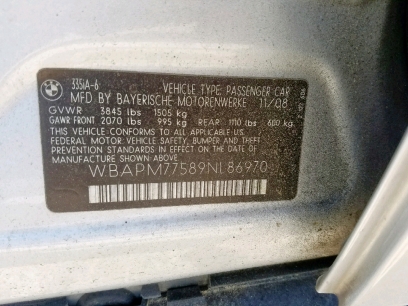 335iA-6
VEHICLE TYPE: PASSENGER CAR
MFD BY BAYERISCHE MOTORENWERKE 11/08
GVWR 3845 lbs 1505 kg
GAWR FRONT 2070 lbs 995 kg REAR 1110 lbs 600 kg
THIS VEHICLE CONFORMS TO ALL APPLICABLE U.S.
FEDERAL MOTOR VEHICLE SAFETY, BUMPER AND THEFT
PREVENTION STANDARDS IN EFFECT ON THE
DATE OF MANUFACTURE SHOWN ABOVE.
WBAPM77589NL86970